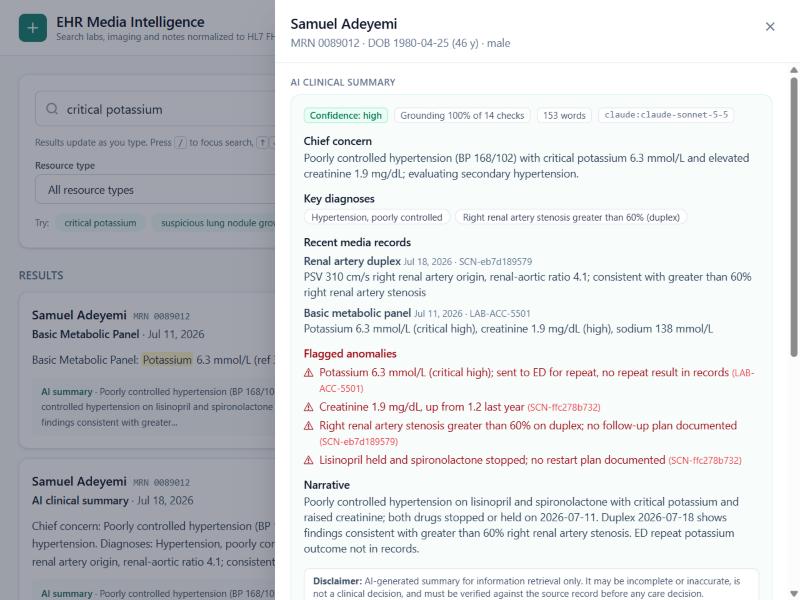 EHR Media Intelligence
Search labs, imaging and notes normalized to HL7 FH
critical potassium
Results update as you type. Press / to focus search, ↑
Resource type
All resource types
Try: critical potassium suspicious lung nodule grow
RESULTS
Samuel Adeyemi MRN 0089012
Basic Metabolic Panel · Jul 11, 2026
Basic Metabolic Panel: Potassium 6.3 mmol/L (ref 3
AI summary · Poorly controlled hypertension (BP 168/10
controlled hypertension on lisinopril and spironolactone
findings consistent with greater...
Samuel Adeyemi MRN 0089012
AI clinical summary · Jul 18, 2026
Chief concern: Poorly controlled hypertension (BP
hypertension. Diagnoses: Hypertension, poorly con
renal artery, renal-aortic ratio 4.1; consistent
AI summary · Poorly controlled hypertension (BP 168/10
Samuel Adeyemi
MRN 0089012 · DOB 1980-04-25 (46 y) · male
AI CLINICAL SUMMARY
Confidence: high Grounding 100% of 14 checks 153 words claude:claude-sonnet-5-5
Chief concern
Poorly controlled hypertension (BP 168/102) with critical potassium 6.3 mmol/L and elevated
creatinine 1.9 mg/dL; evaluating secondary hypertension.
Key diagnoses
Hypertension, poorly controlled Right renal artery stenosis greater than 60% (duplex)
Recent media records
Renal artery duplex Jul 18, 2026 · SCN-eb7d189579
PSV 310 cm/s right renal artery origin, renal-aortic ratio 4.1; consistent with greater than 60%
right renal artery stenosis
Basic metabolic panel Jul 11, 2026 · LAB-ACC-5501
Potassium 6.3 mmol/L (critical high), creatinine 1.9 mg/dL (high), sodium 138 mmol/L
Flagged anomalies
Potassium 6.3 mmol/L (critical high); sent to ED for repeat, no repeat result in records (LAB-
ACC-5501)
Creatinine 1.9 mg/dL, up from 1.2 last year (SCN-ffc278b732)
Right renal artery stenosis greater than 60% on duplex; no follow-up plan documented
(SCN-eb7d189579)
Lisinopril held and spironolactone stopped; no restart plan documented (SCN-ffc278b732)
Narrative
Poorly controlled hypertension on lisinopril and spironolactone with critical potassium and
raised creatinine; both drugs stopped or held on 2026-07-11. Duplex 2026-07-18 shows
findings consistent with greater than 60% right renal artery stenosis. ED repeat potassium
outcome not in records.
Disclaimer: AI-generated summary for information retrieval only. It may be incomplete or inaccurate, is
not a clinical decision, and must be verified against the source record before any care decision.